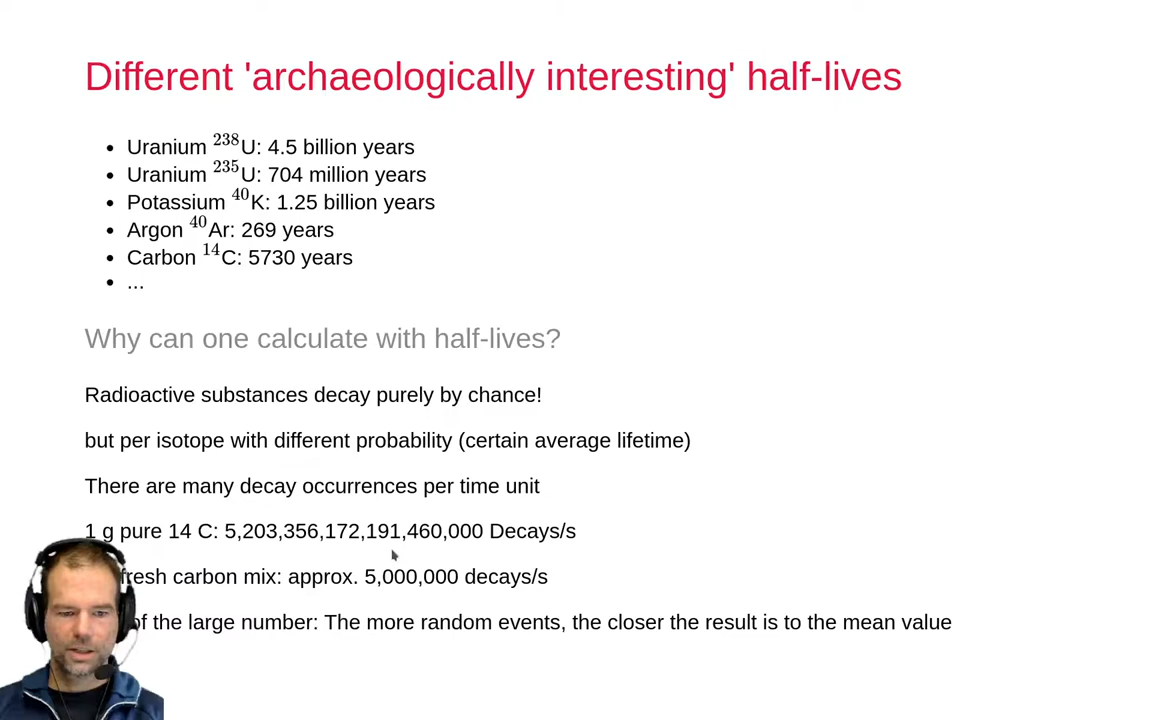 Different 'archaeologically interesting' half-lives
• Uranium ²³⁸U: 4.5 billion years
• Uranium ²³⁵U: 704 million years
• Potassium ⁴⁰K: 1.25 billion years
• Argon ⁴⁰Ar: 269 years
• Carbon ¹⁴C: 5730 years
• ...
Why can one calculate with half-lives?
Radioactive substances decay purely by chance!
but per isotope with different probability (certain average lifetime)
There are many decay occurrences per time unit
1 g pure 14 C: 5,203,356,172,191,460,000 Decays/s
fresh carbon mix: approx. 5,000,000 decays/s
of the large number: The more random events, the closer the result is to the mean value